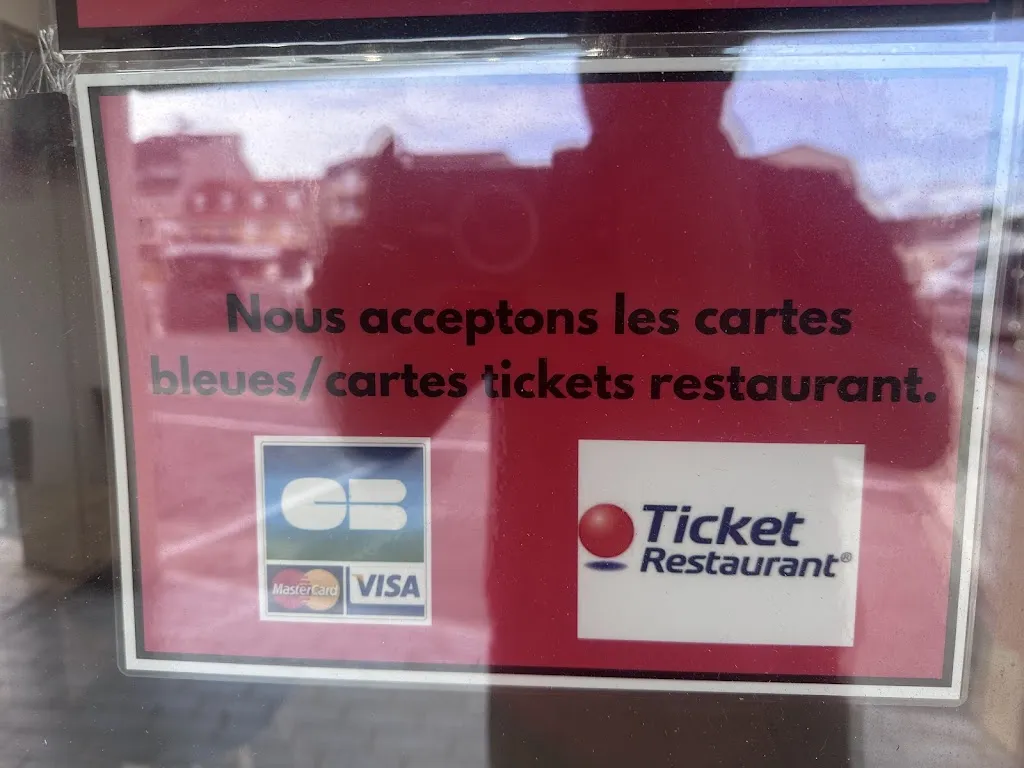 Nous acceptons les cartes
bleues/cartes tickets restaurant.
CB
MasterCard VISA
Ticket
Restaurant®